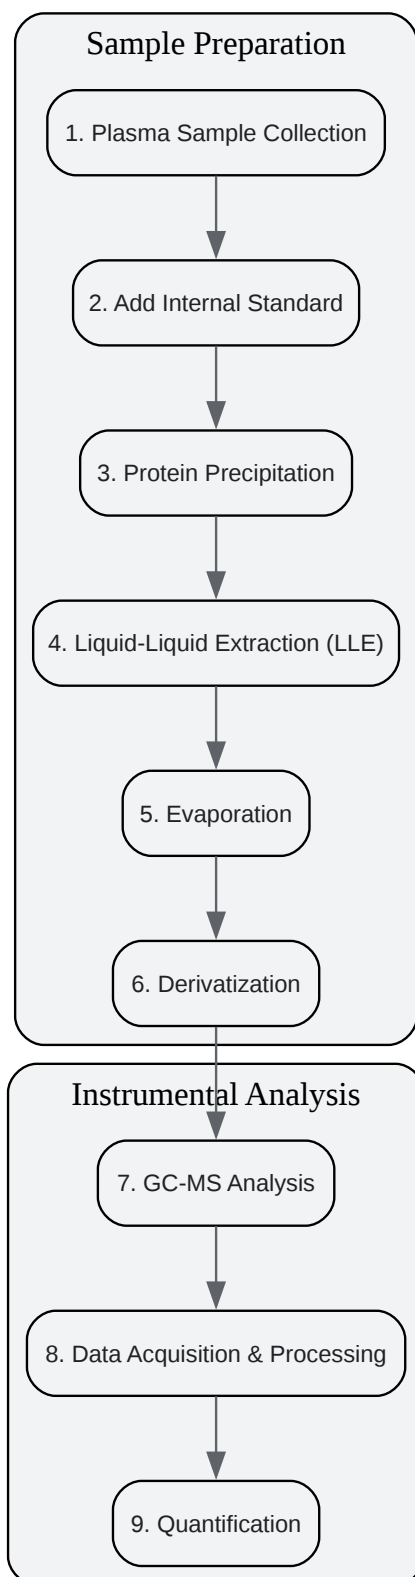 Sample Preparation
1. Plasma Sample Collection
2. Add Internal Standard
3. Protein Precipitation
4. Liquid-Liquid Extraction (LLE)
5. Evaporation
6. Derivatization
Instrumental Analysis
7. GC-MS Analysis
8. Data Acquisition & Processing
9. Quantification